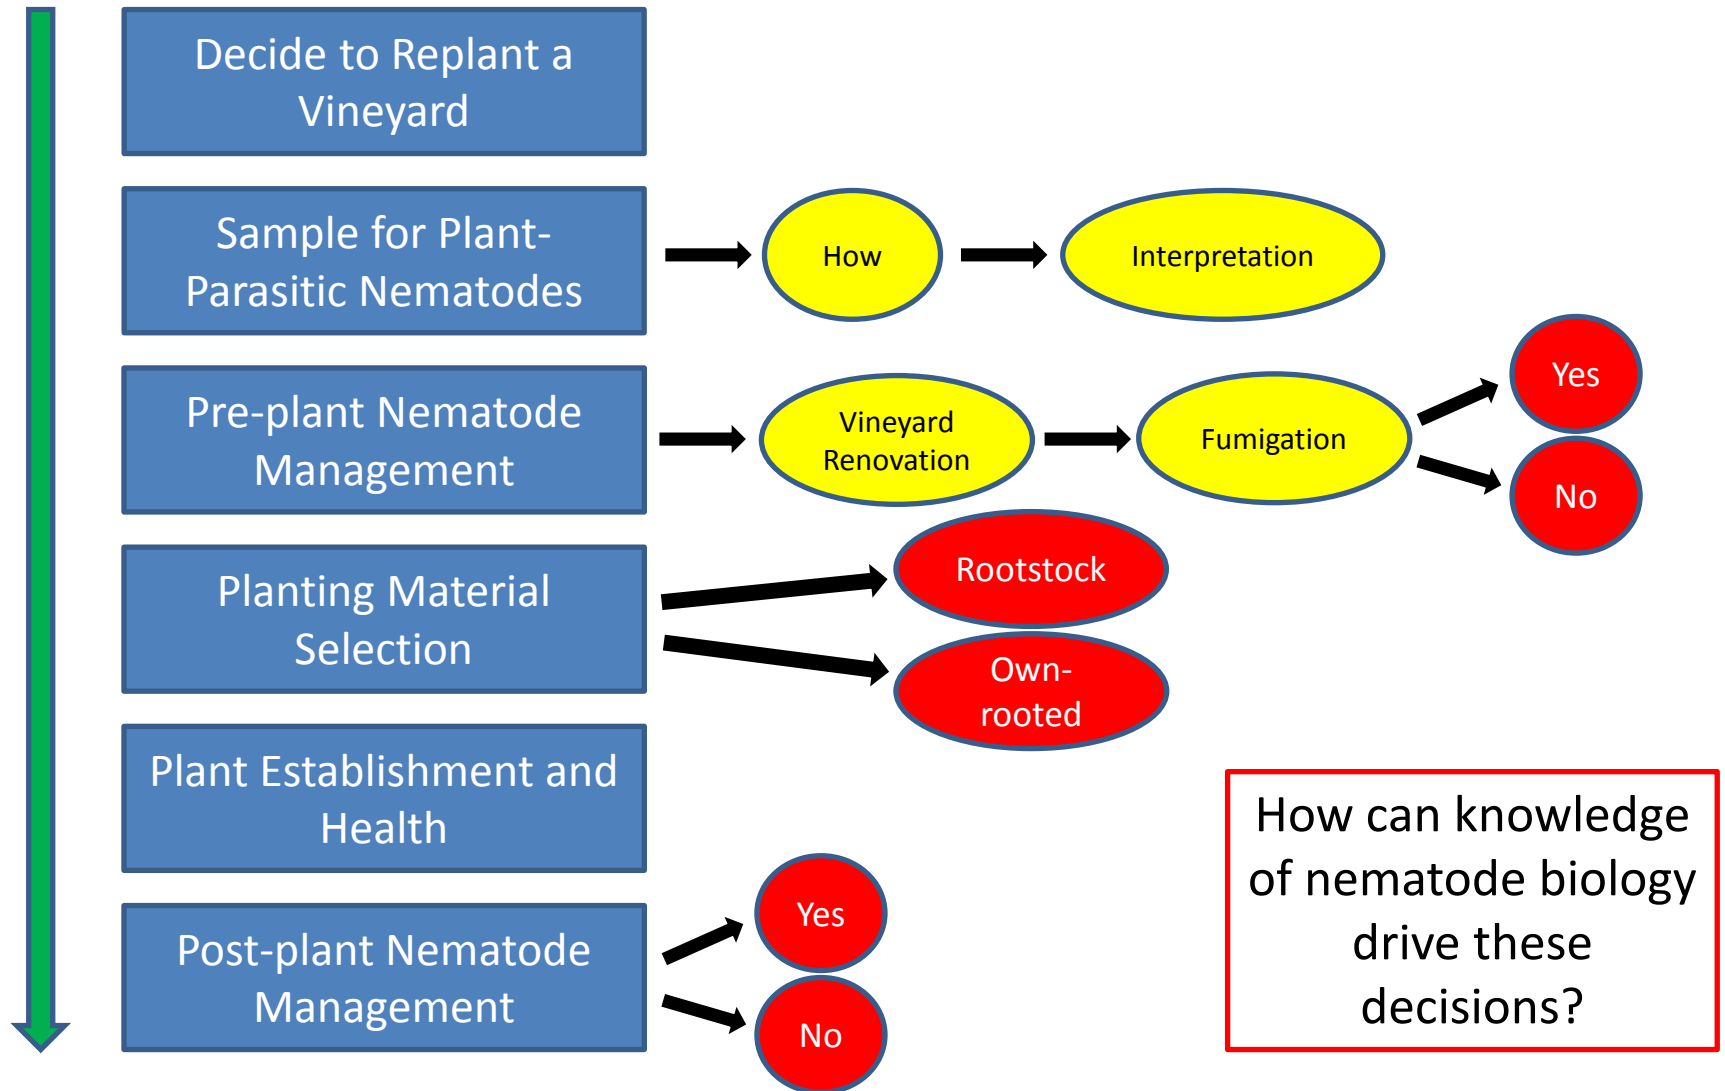 Decide to Replant a
Vineyard
Sample for Plant-
Parasitic Nematodes
How
Interpretation
Pre-plant Nematode
Management
Vineyard
Renovation
Fumigation
Yes
No
Planting Material
Selection
Rootstock
Own-
rooted
Plant Establishment and
Health
Post-plant Nematode
Management
Yes
No
How can knowledge
of nematode biology
drive these
decisions?